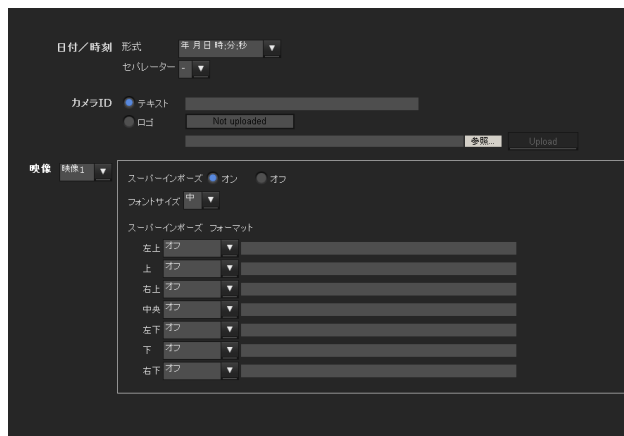 日付／時刻 形式 年 月 日 時:分:秒 ▼
セパレーター - ▼
カメラID テキスト
ロゴ Not uploaded
参照... Upload
映像 映像1 ▼
スーパーインポーズ オン オフ
フォントサイズ 中 ▼
スーパーインポーズ フォーマット
左上 オフ ▼
上 オフ ▼
右上 オフ ▼
中央 オフ ▼
左下 オフ ▼
下 オフ ▼
右下 オフ ▼